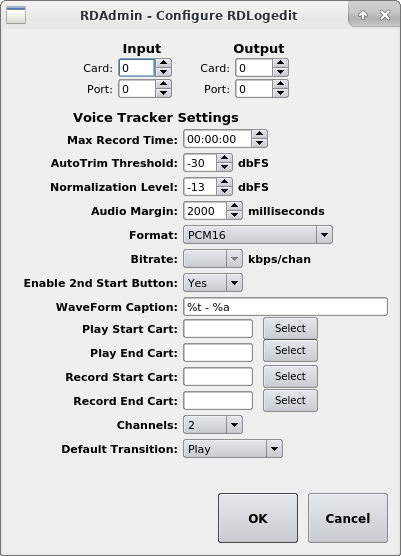 RDAdmin - Configure RDLogedit
Input Output
Card: 0 Card: 0
Port: 0 Port: 0
Voice Tracker Settings
Max Record Time: 00:00:00
AutoTrim Threshold: -30 dbFS
Normalization Level: -13 dbFS
Audio Margin: 2000 milliseconds
Format: PCM16
Bitrate: kbps/chan
Enable 2nd Start Button: Yes
WaveForm Caption: %t - %a
Play Start Cart: Select
Play End Cart: Select
Record Start Cart: Select
Record End Cart: Select
Channels: 2
Default Transition: Play
OK Cancel